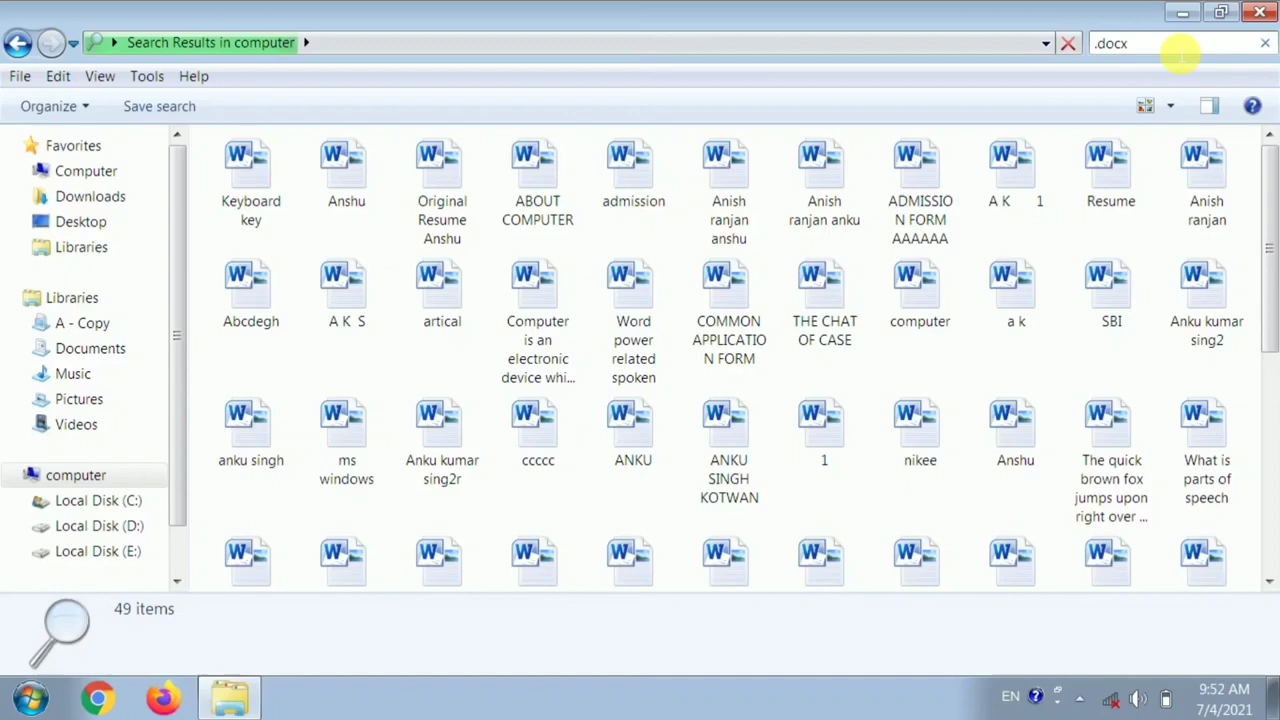 Search Results in computer
.docx
File Edit View Tools Help
Organize Save search
Favorites
Computer
Downloads
Desktop
Libraries
Libraries
A - Copy
Documents
Music
Pictures
Videos
computer
Local Disk (C:)
Local Disk (D:)
Local Disk (E:)
Keyboard
key
Anshu
Original
Resume
Anshu
ABOUT
COMPUTER
admission
Anish
ranjan
anshu
Anish
ranjan anku
ADMISSIO
N FORM
AAAAAA
A K 1
Resume
Anish
ranjan
Abcdegh
A K S
artical
Computer
is an
electronic
device whi...
Word
power
related
spoken
COMMON
APPLICATIO
N FORM
THE CHAT
OF CASE
computer
a k
SBI
Anku kumar
sing2
anku singh
ms
windows
Anku kumar
sing2r
ccccc
ANKU
ANKU
SINGH
KOTWAN
1
nikee
Anshu
The quick
brown fox
jumps upon
right over ...
What is
parts of
speech
49 items
EN
9:52 AM
7/4/2021